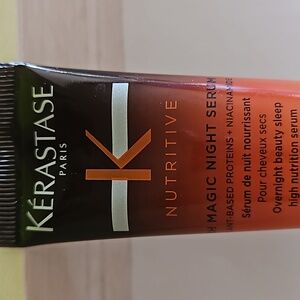 KÉRASTASE
PARIS
K
NUTRITIVE
MAGIC NIGHT SERUM
PROTEINS + NIACINAMIDE
Sérum de nuit nourrissant
Pour cheveux secs
Overnight beauty sleep
high nutrition serum